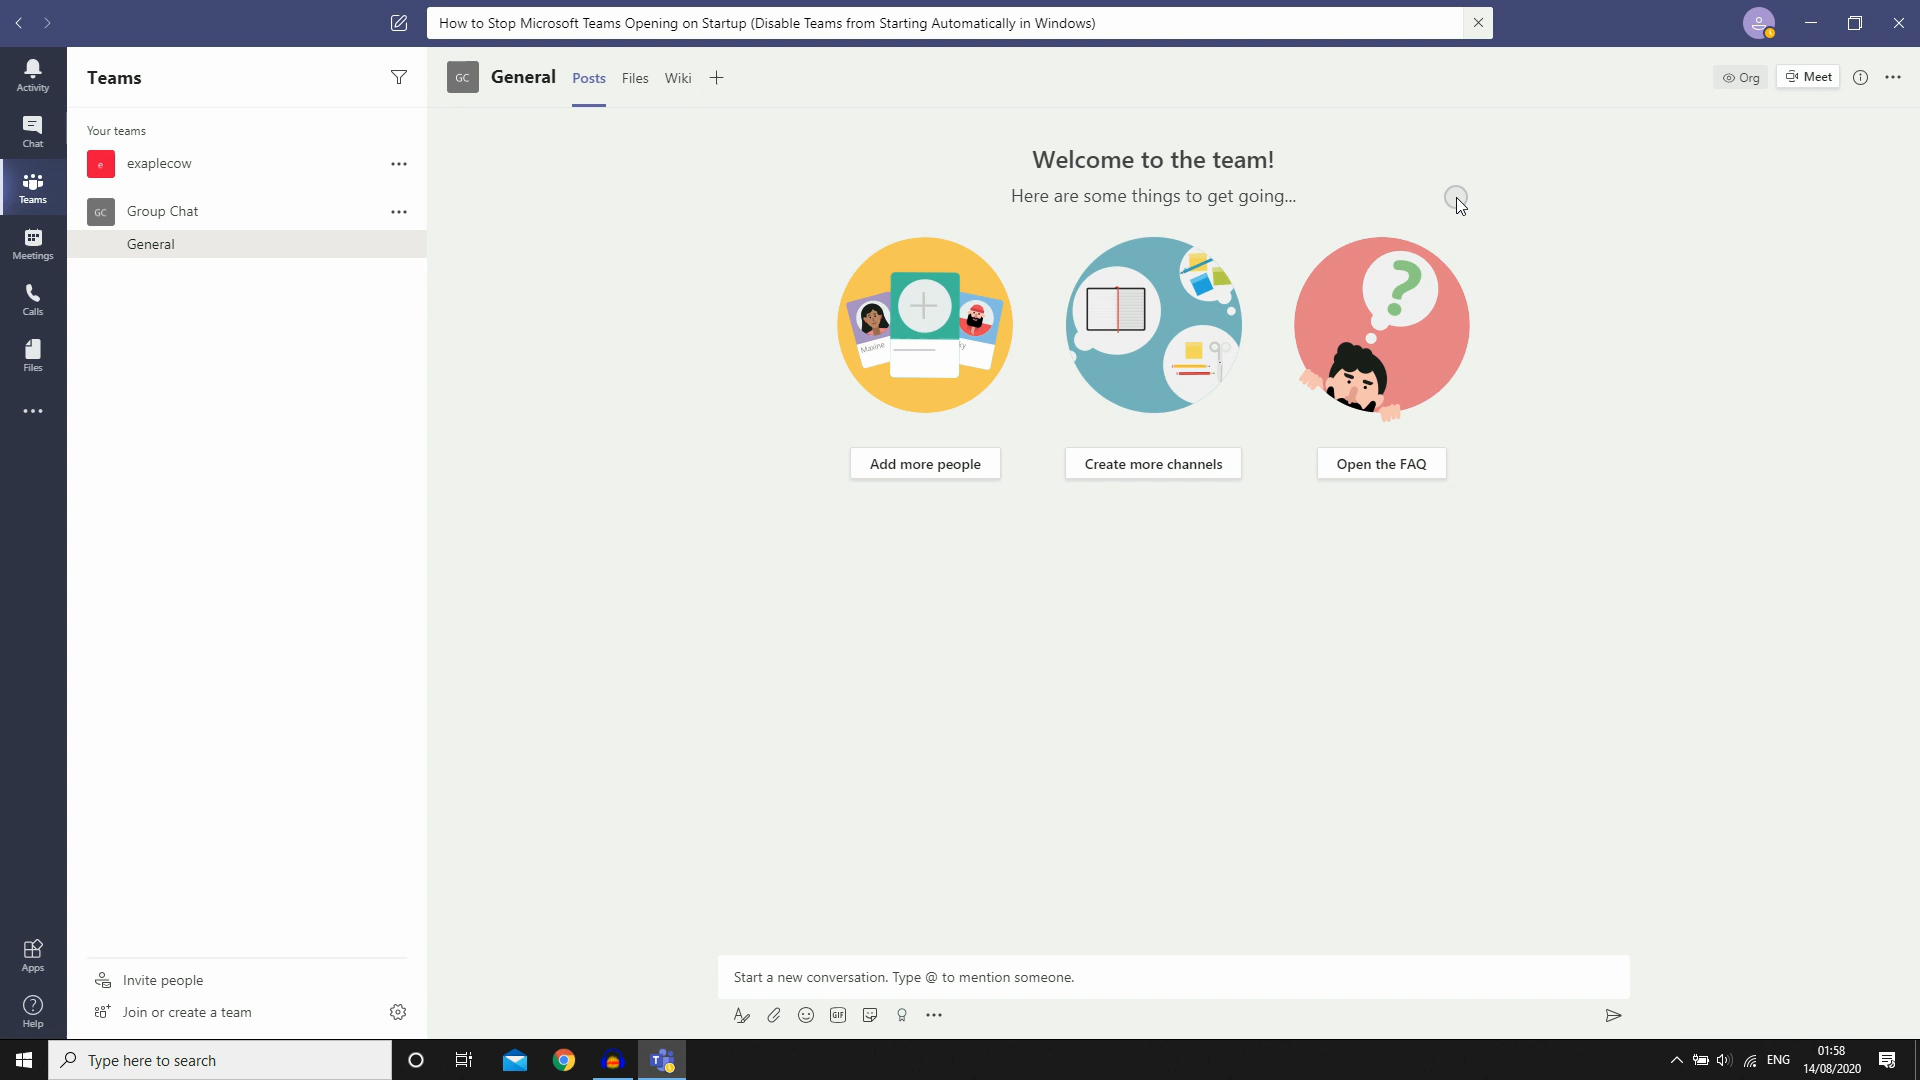 How to Stop Microsoft Teams Opening on Startup (Disable Teams from Starting Automatically in Windows)
Activity
Chat
Teams
Meetings
Calls
Files
Apps
Help
Teams
Your teams
e
exaplecow
GC
Group Chat
General
Invite people
Join or create a team
GC
General
Posts
Files
Wiki
Org
Meet
Welcome to the team!
Here are some things to get going...
Maxine
ky
?
Add more people
Create more channels
Open the FAQ
Start a new conversation. Type @ to mention someone.
GIF
Type here to search
T
ENG
01:58
14/08/2020